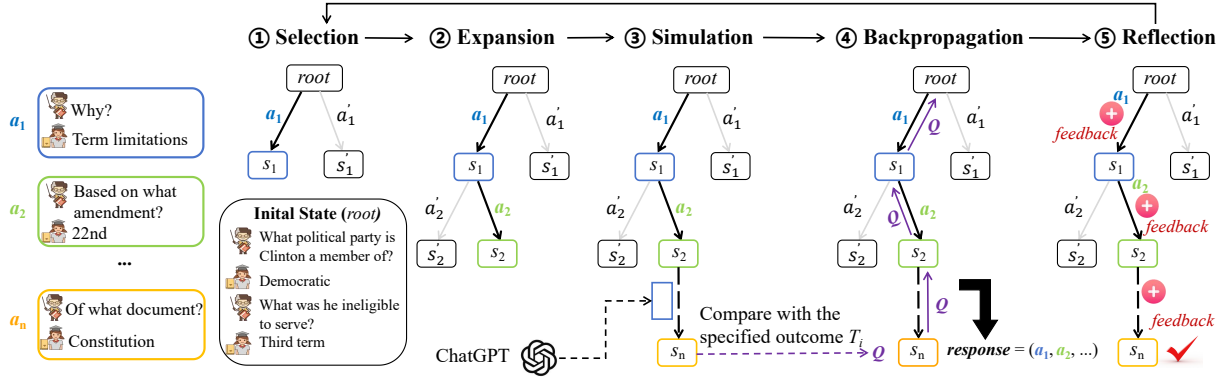 ① Selection
② Expansion
③ Simulation
④ Backpropagation
⑤ Reflection
a1
Why?
Term limitations
a2
Based on what
amendment?
22nd
...
an
Of what document?
Constitution
root
a1
a'1
s1
s'1
Inital State (root)
What political party is
Clinton a member of?
Democratic
What was he ineligible
to serve?
Third term
root
a1
a'1
s1
s'1
a'2
a2
s'2
s2
root
a1
a'1
s1
s'1
a'2
a2
s'2
s2
ChatGPT
sn
Compare with the
specified outcome Ti
Q
root
a1
Q
a'1
s1
s'1
a'2
Q
a2
s'2
s2
Q
sn
response = (a1, a2, ...)
root
a1
feedback
a'1
s1
s'1
a'2
a2
feedback
s'2
s2
feedback
sn